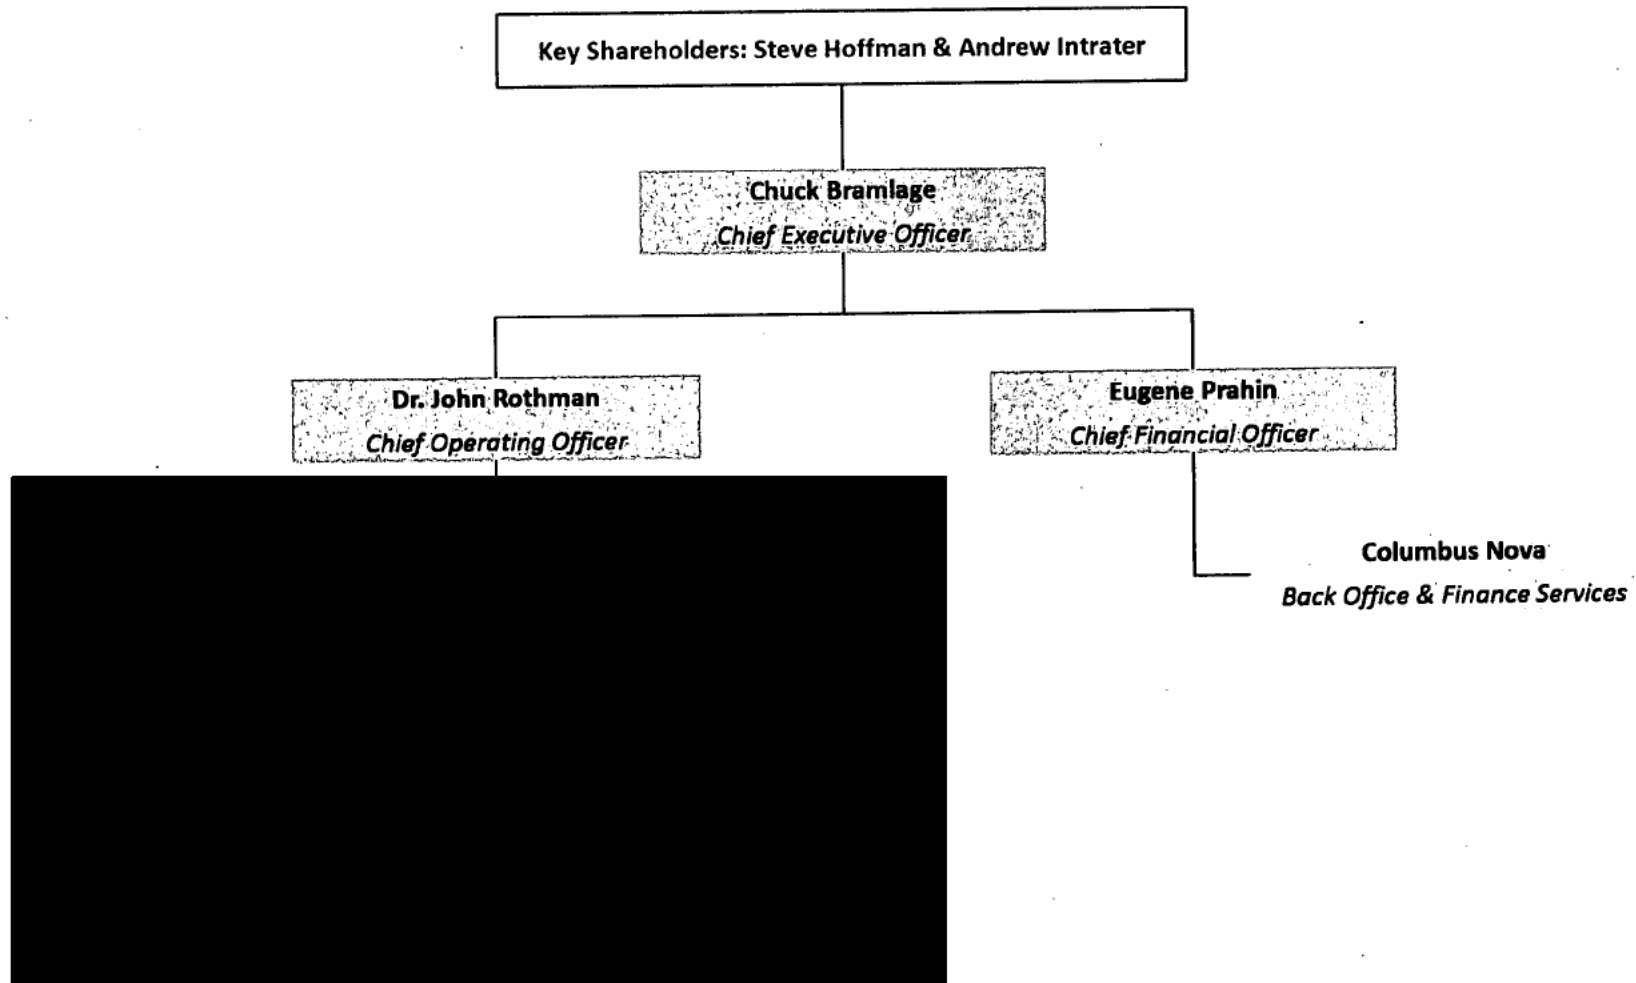 Key Shareholders: Steve Hoffman & Andrew Intrater
Chuck Bramlage
Chief Executive Officer
Dr. John Rothman
Chief Operating Officer
Eugene Prahin
Chief Financial Officer
Columbus Nova
Back Office & Finance Services